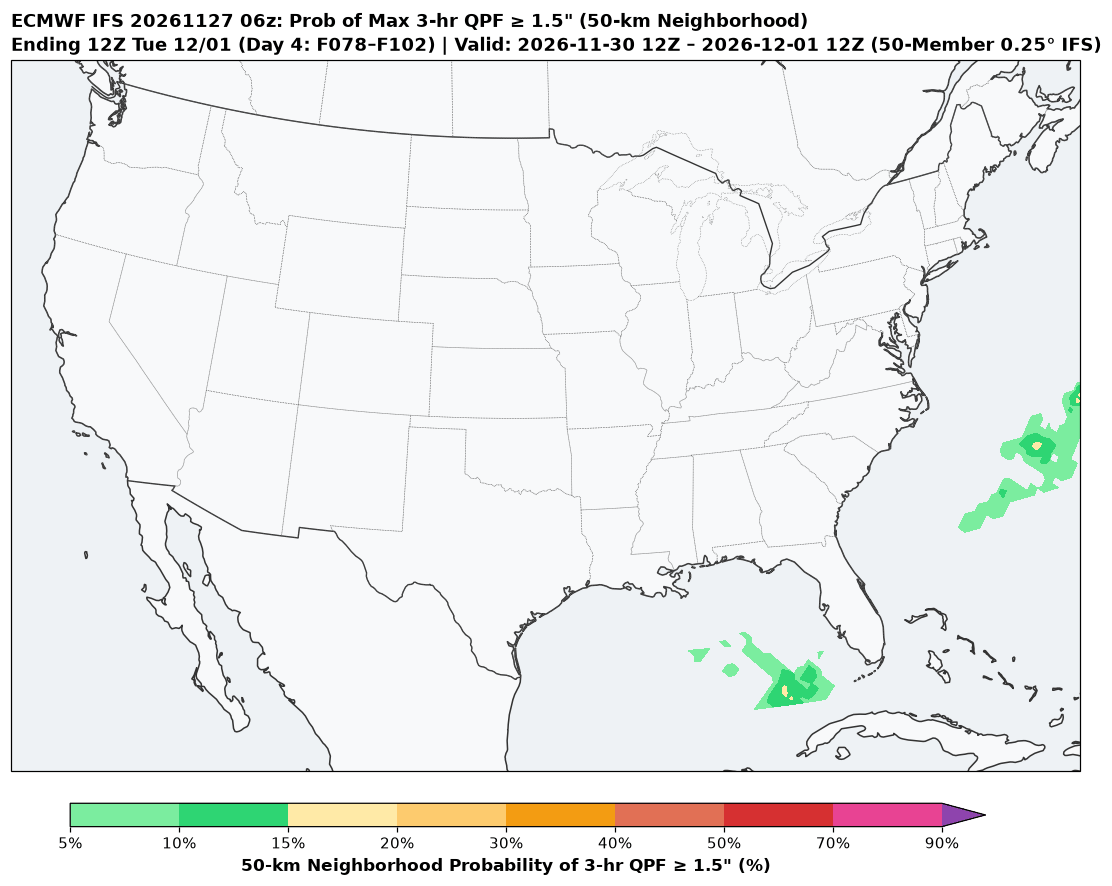 ECMWF IFS 20261127 06z: Prob of Max 3-hr QPF ≥ 1.5" (50-km Neighborhood)
Ending 12Z Tue 12/01 (Day 4: F078–F102) | Valid: 2026-11-30 12Z – 2026-12-01 12Z (50-Member 0.25° IFS)
5% 10% 15% 20% 30% 40% 50% 70% 90%
50-km Neighborhood Probability of 3-hr QPF ≥ 1.5" (%)